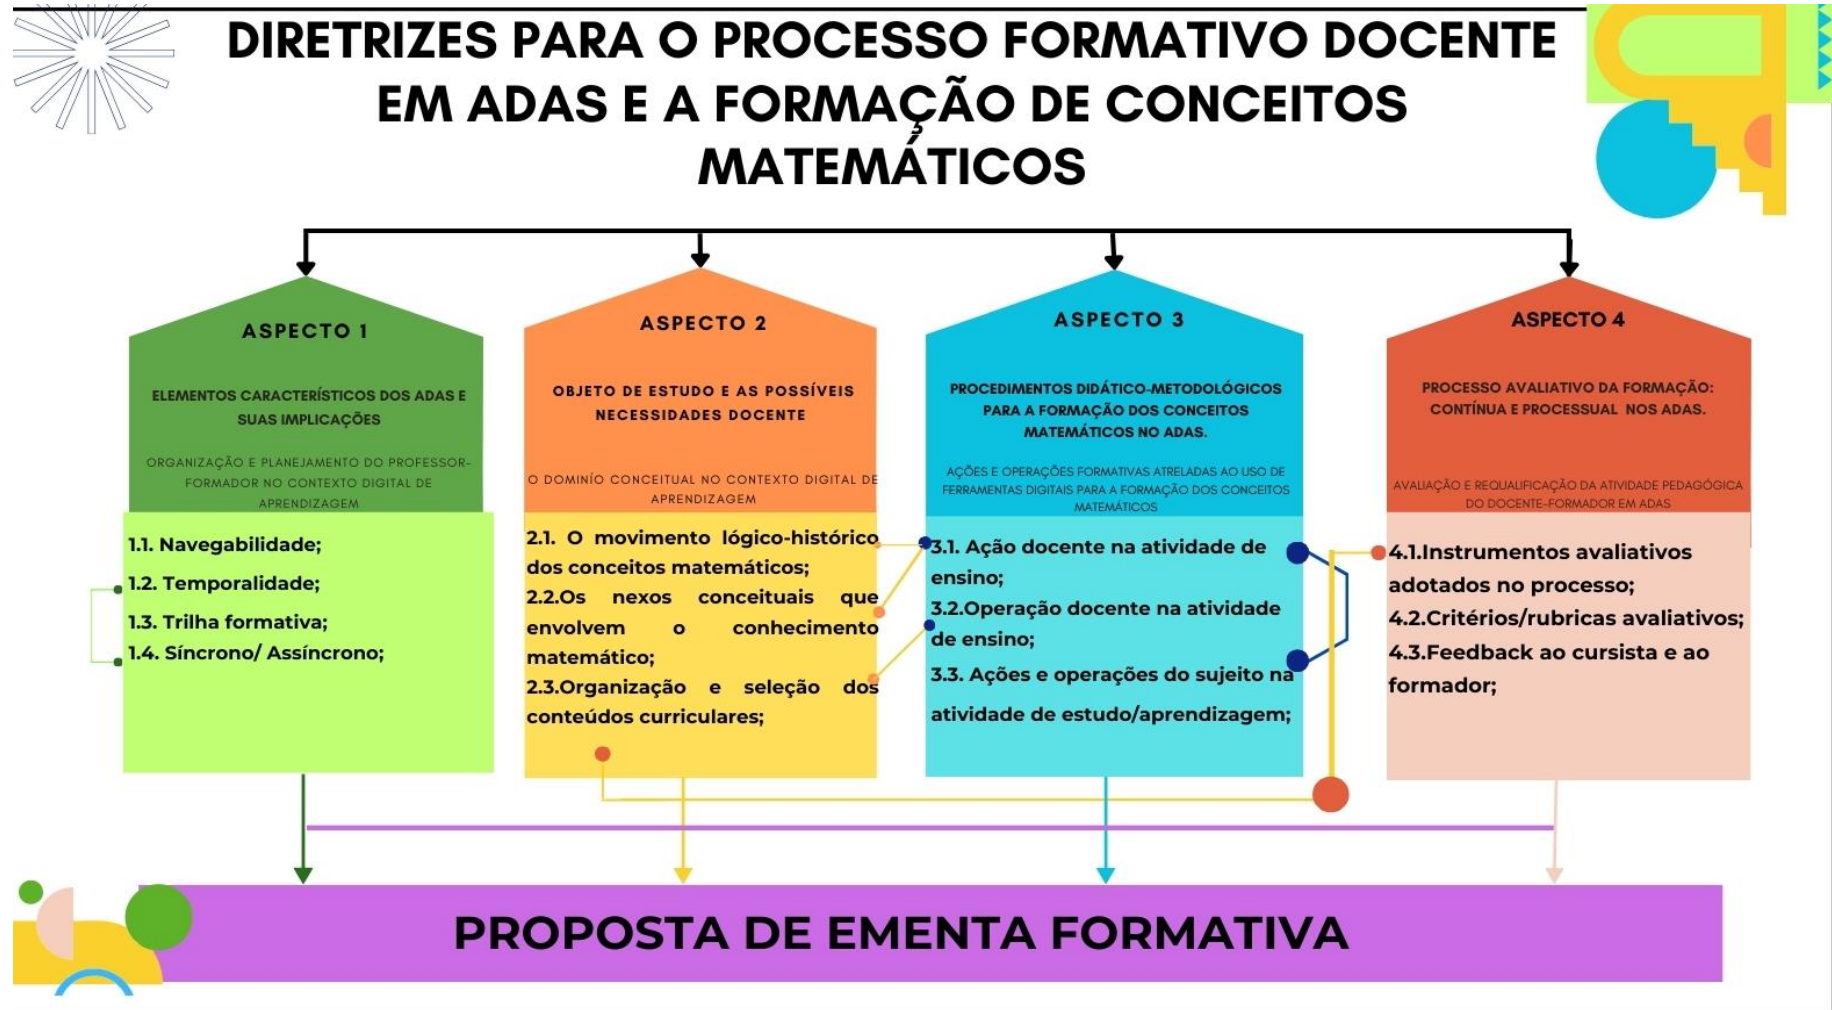 DIRETRIZES PARA O PROCESSO FORMATIVO DOCENTE
EM ADAS E A FORMAÇÃO DE CONCEITOS
MATEMÁTICOS
ASPECTO 1
ELEMENTOS CARACTERÍSTICOS DOS ADAS E
SUAS IMPLICAÇÕES
ORGANIZAÇÃO E PLANEJAMENTO DO PROFESSOR-
FORMADOR NO CONTEXTO DIGITAL DE
APRENDIZAGEM
1.1. Navegabilidade;
1.2. Temporalidade;
1.3. Trilha formativa;
1.4. Síncrono/ Assíncrono;
ASPECTO 2
OBJETO DE ESTUDO E AS POSSÍVEIS
NECESSIDADES DOCENTE
O DOMINÍO CONCEITUAL NO CONTEXTO DIGITAL DE
APRENDIZAGEM
2.1. O movimento lógico-histórico
dos conceitos matemáticos;
2.2.Os nexos conceituais que
envolvem o conhecimento
matemático;
2.3.Organização e seleção dos
conteúdos curriculares;
ASPECTO 3
PROCEDIMENTOS DIDÁTICO-METODOLÓGICOS
PARA A FORMAÇÃO DOS CONCEITOS
MATEMÁTICOS NO ADAS.
AÇÕES E OPERAÇÕES FORMATIVAS ATRELADAS AO USO DE
FERRAMENTAS DIGITAIS PARA A FORMAÇÃO DOS CONCEITOS
MATEMÁTICOS
3.1. Ação docente na atividade de
ensino;
3.2.Operação docente na atividade
de ensino;
3.3. Ações e operações do sujeito na
atividade de estudo/aprendizagem;
ASPECTO 4
PROCESSO AVALIATIVO DA FORMAÇÃO:
CONTÍNUA E PROCESSUAL NOS ADAS.
AVALIAÇÃO E REQUALIFICAÇÃO DA ATIVIDADE PEDAGÓGICA
DO DOCENTE-FORMADOR EM ADAS
4.1.Instrumentos avaliativos
adotados no processo;
4.2.Critérios/rubricas avaliativos;
4.3.Feedback ao cursista e ao
formador;
PROPOSTA DE EMENTA FORMATIVA